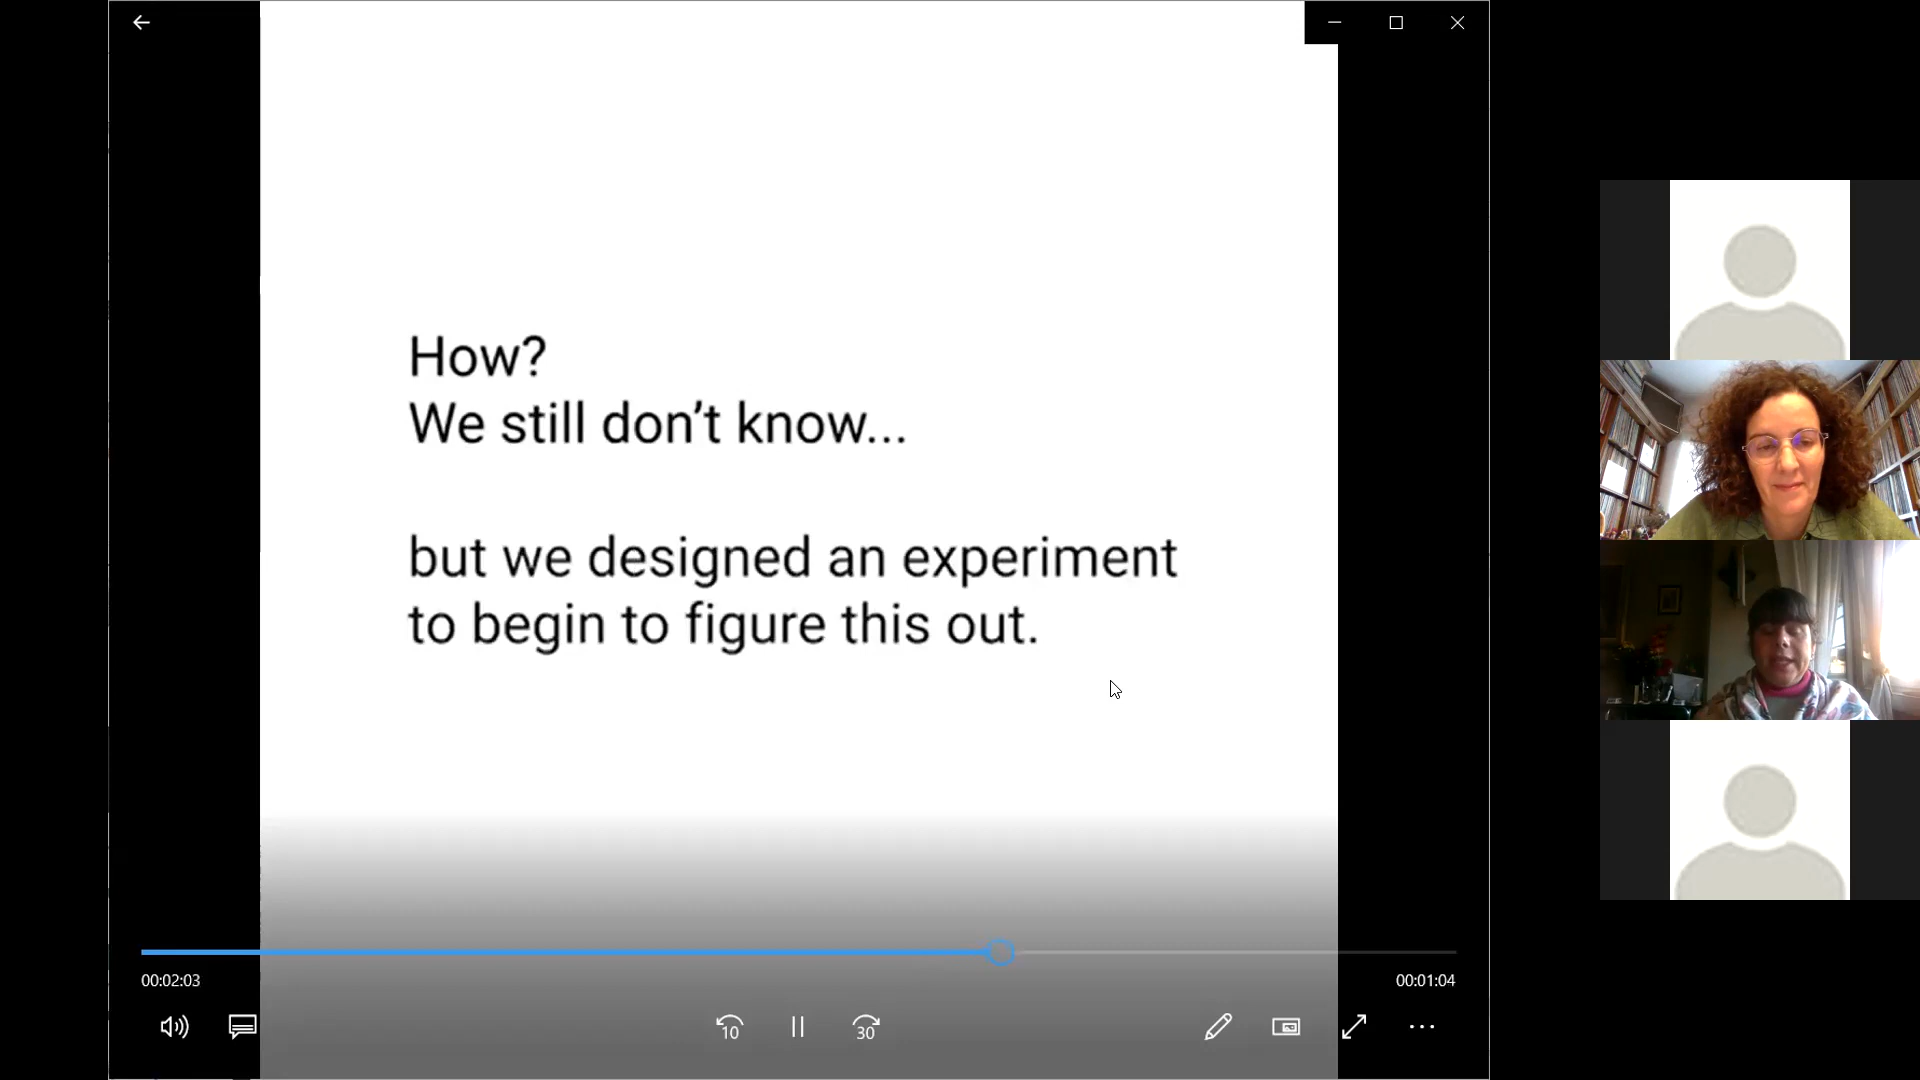 How?
We still don’t know...
but we designed an experiment
to begin to figure this out.
00:02:03
00:01:04
10
30